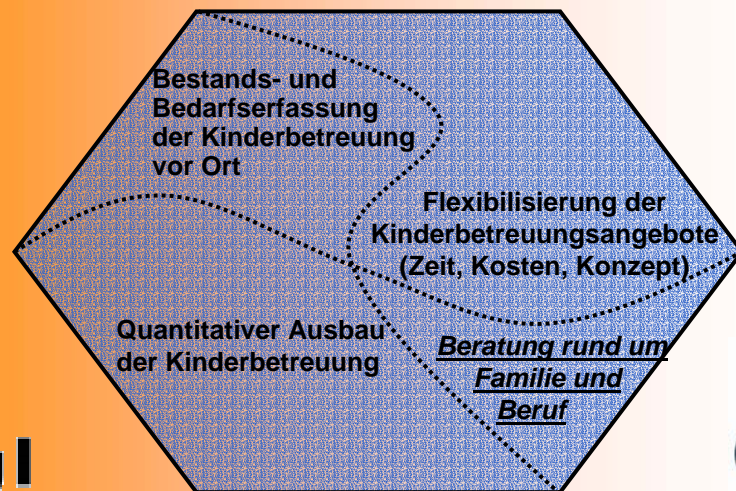 Bestands- und
Bedarfserfassung
der Kinderbetreuung
vor Ort
Flexibilisierung der
Kinderbetreuungsangebote
(Zeit, Kosten, Konzept)
Quantitativer Ausbau
der Kinderbetreuung
Beratung rund um
Familie und
Beruf